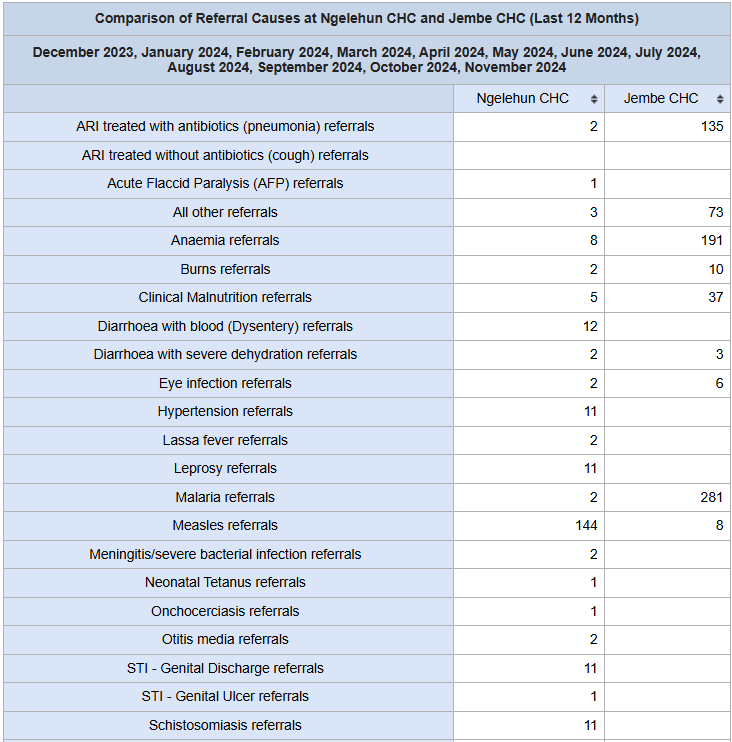 Comparison of Referral Causes at Ngelehun CHC and Jembe CHC (Last 12 Months)
December 2023, January 2024, February 2024, March 2024, April 2024, May 2024, June 2024, July 2024,
August 2024, September 2024, October 2024, November 2024
Ngelehun CHC Jembe CHC
ARI treated with antibiotics (pneumonia) referrals 2 135
ARI treated without antibiotics (cough) referrals
Acute Flaccid Paralysis (AFP) referrals 1
All other referrals 3 73
Anaemia referrals 8 191
Burns referrals 2 10
Clinical Malnutrition referrals 5 37
Diarrhoea with blood (Dysentery) referrals 12
Diarrhoea with severe dehydration referrals 2 3
Eye infection referrals 2 6
Hypertension referrals 11
Lassa fever referrals 2
Leprosy referrals 11
Malaria referrals 2 281
Measles referrals 144 8
Meningitis/severe bacterial infection referrals 2
Neonatal Tetanus referrals 1
Onchocerciasis referrals 1
Otitis media referrals 2
STI - Genital Discharge referrals 11
STI - Genital Ulcer referrals 1
Schistosomiasis referrals 11